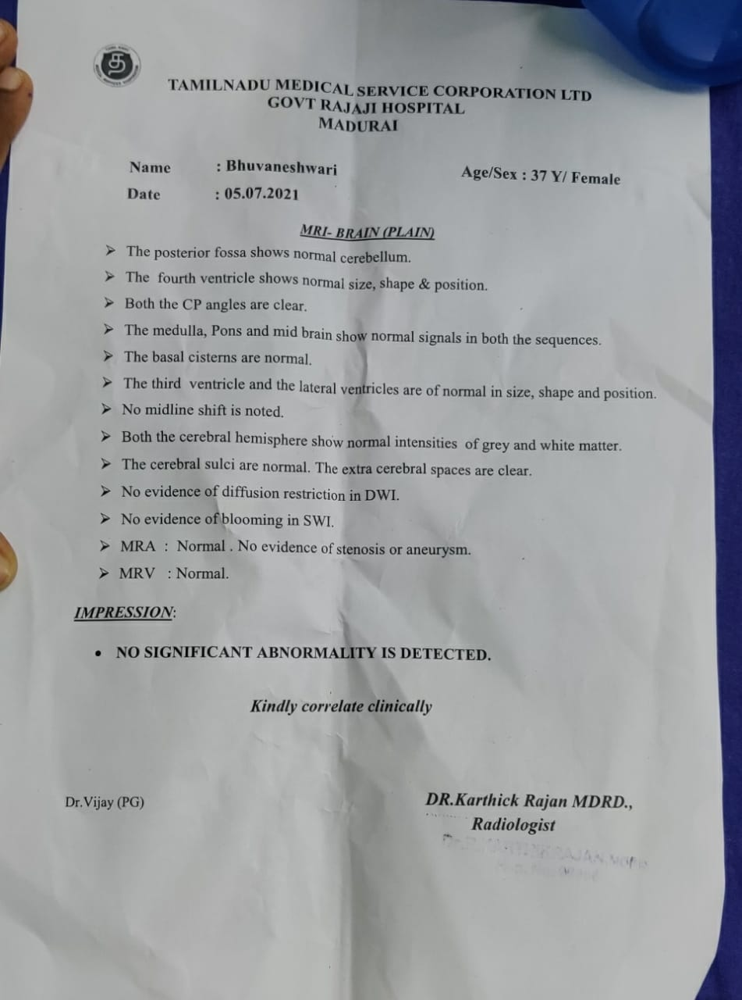 த
TAMILNADU MEDICAL SERVICE CORPORATION LTD
GOVT RAJAJI HOSPITAL
MADURAI
Name : Bhuvaneshwari Age/Sex : 37 Y/ Female
Date : 05.07.2021
MRI- BRAIN (PLAIN)
➢ The posterior fossa shows normal cerebellum.
➢ The fourth ventricle shows normal size, shape & position.
➢ Both the CP angles are clear.
➢ The medulla, Pons and mid brain show normal signals in both the sequences.
➢ The basal cisterns are normal.
➢ The third ventricle and the lateral ventricles are of normal in size, shape and position.
➢ No midline shift is noted.
➢ Both the cerebral hemisphere show normal intensities of grey and white matter.
➢ The cerebral sulci are normal. The extra cerebral spaces are clear.
➢ No evidence of diffusion restriction in DWI.
➢ No evidence of blooming in SWI.
➢ MRA : Normal . No evidence of stenosis or aneurysm.
➢ MRV : Normal.
IMPRESSION:
• NO SIGNIFICANT ABNORMALITY IS DETECTED.
Kindly correlate clinically
Dr.Vijay (PG) DR.Karthick Rajan MDRD.,
Radiologist